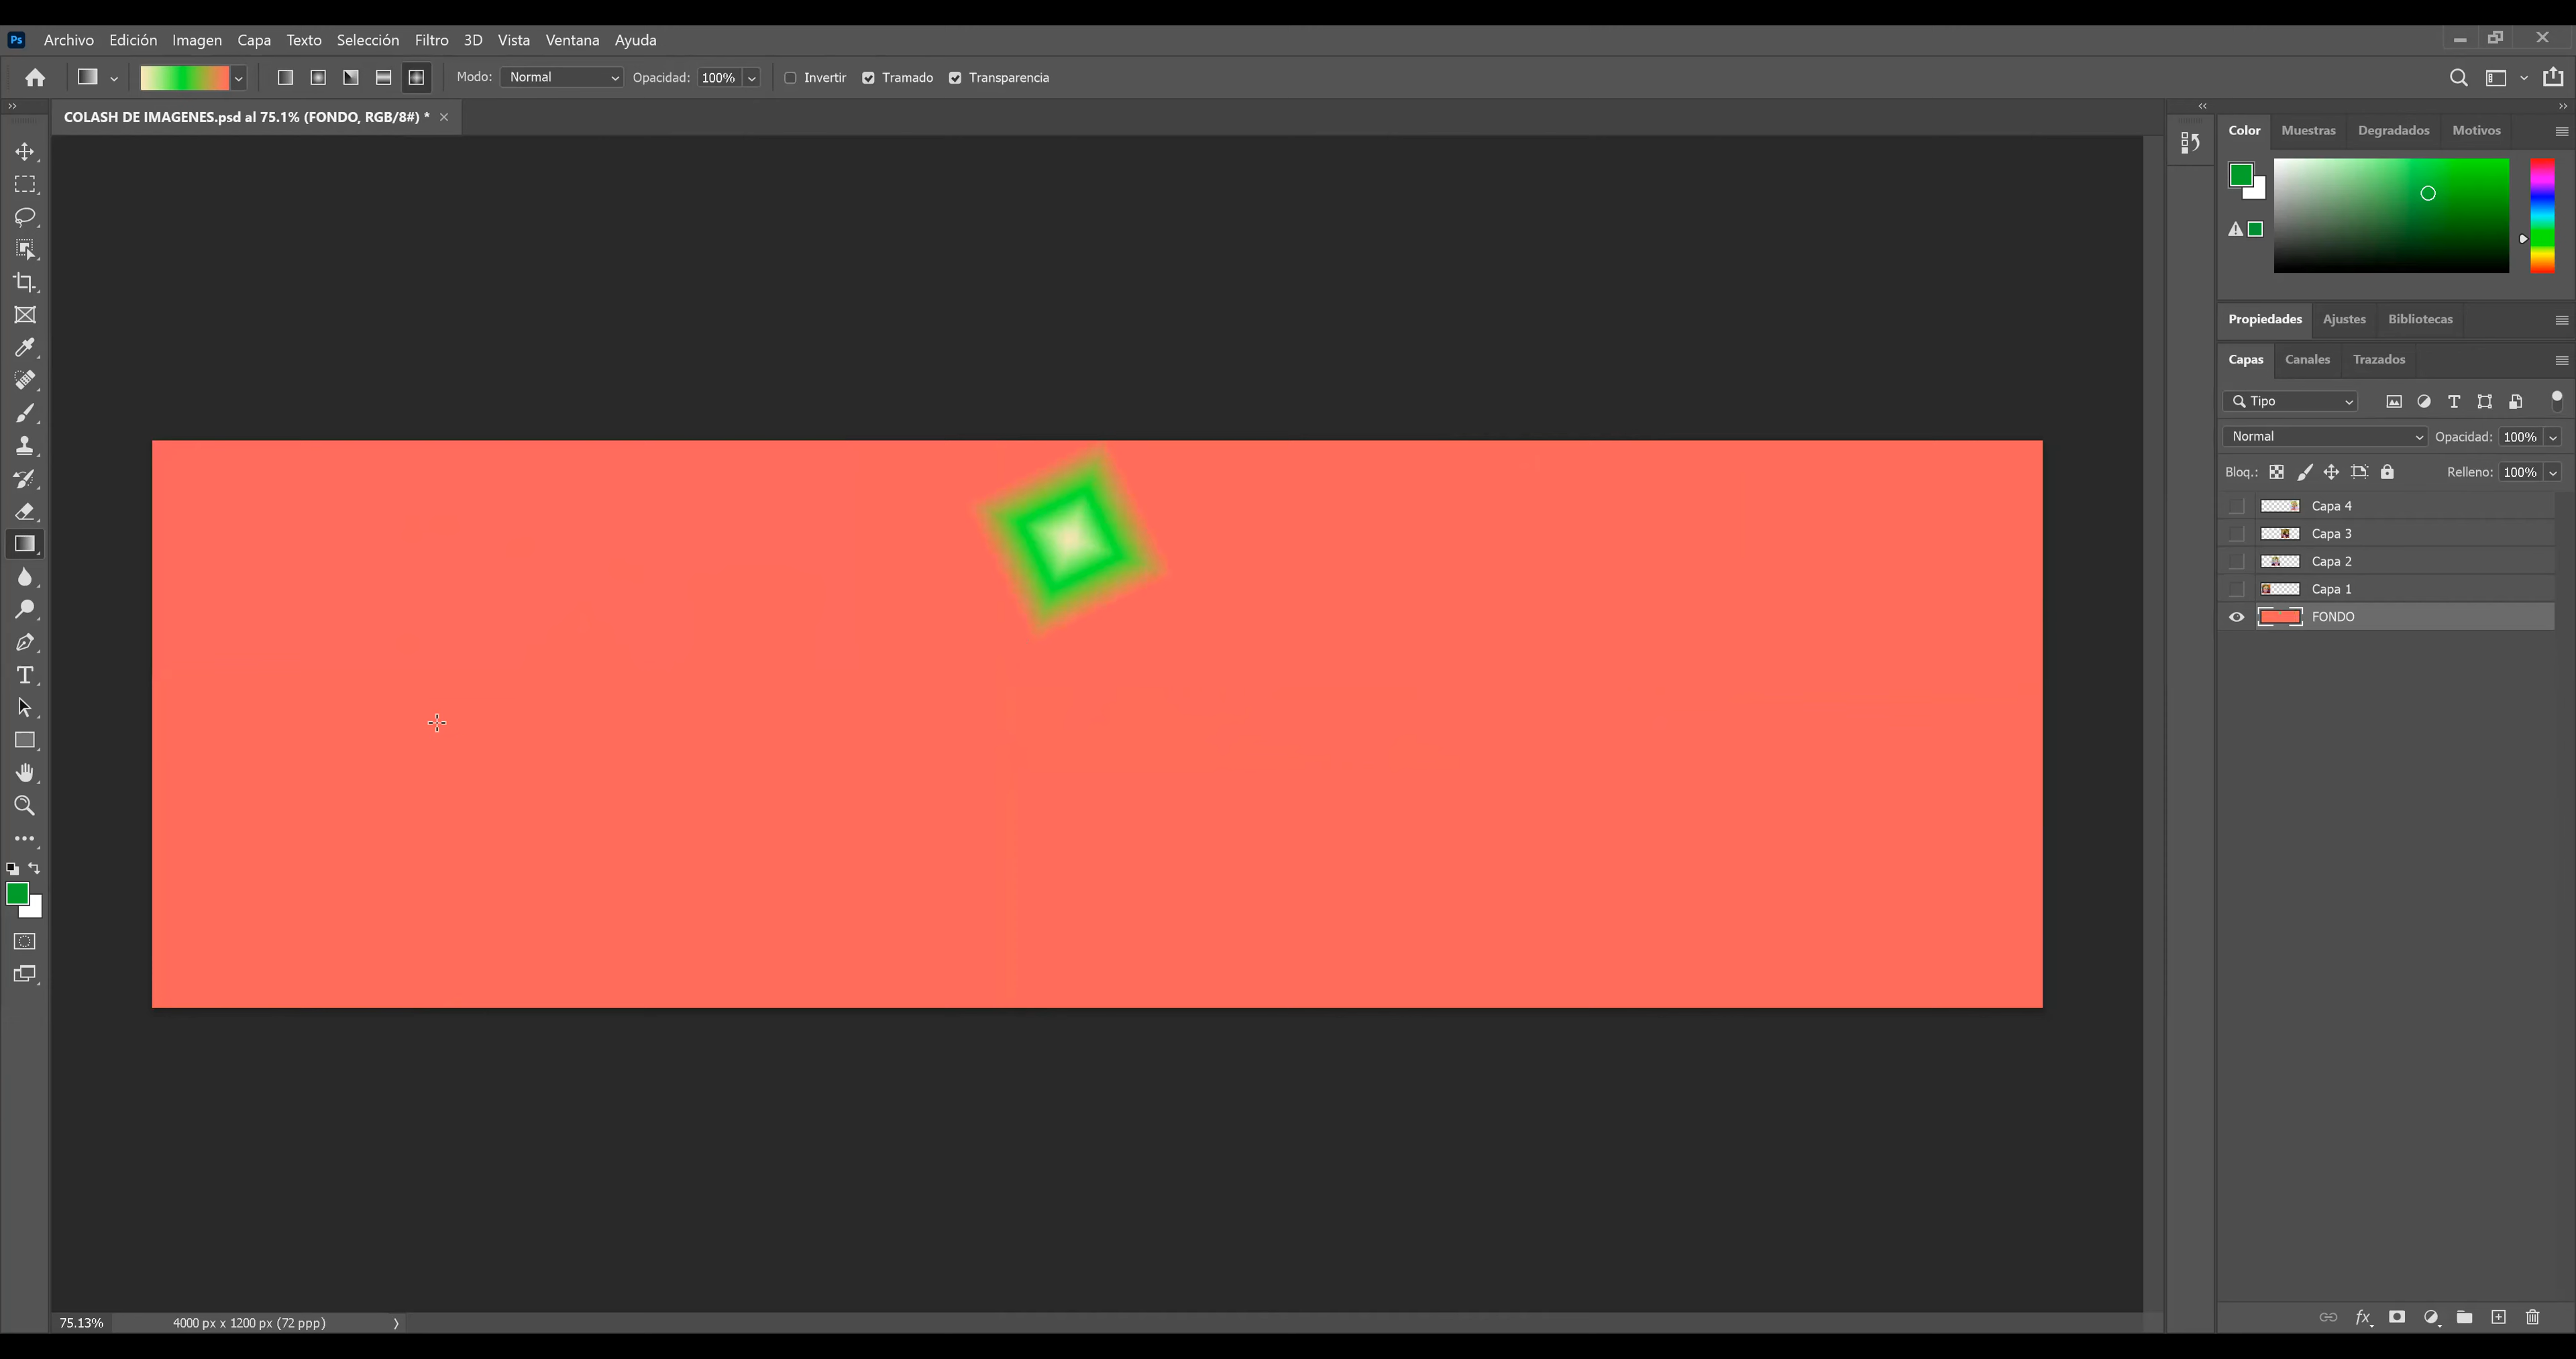 Ps Archivo Edición Imagen Capa Texto Selección Filtro 3D Vista Ventana Ayuda
Modo: Normal Opacidad: 100% Invertir Tramado Transparencia
COLASH DE IMAGENES.psd al 75.1% (FONDO, RGB/8#) * ×
Color Muestras Degradados Motivos
Propiedades Ajustes Bibliotecas
Capas Canales Trazados
Tipo
Normal Opacidad: 100%
Bloq.: Relleno: 100%
Capa 4
Capa 3
Capa 2
Capa 1
FONDO
75.13% 4000 px x 1200 px (72 ppp)
fx